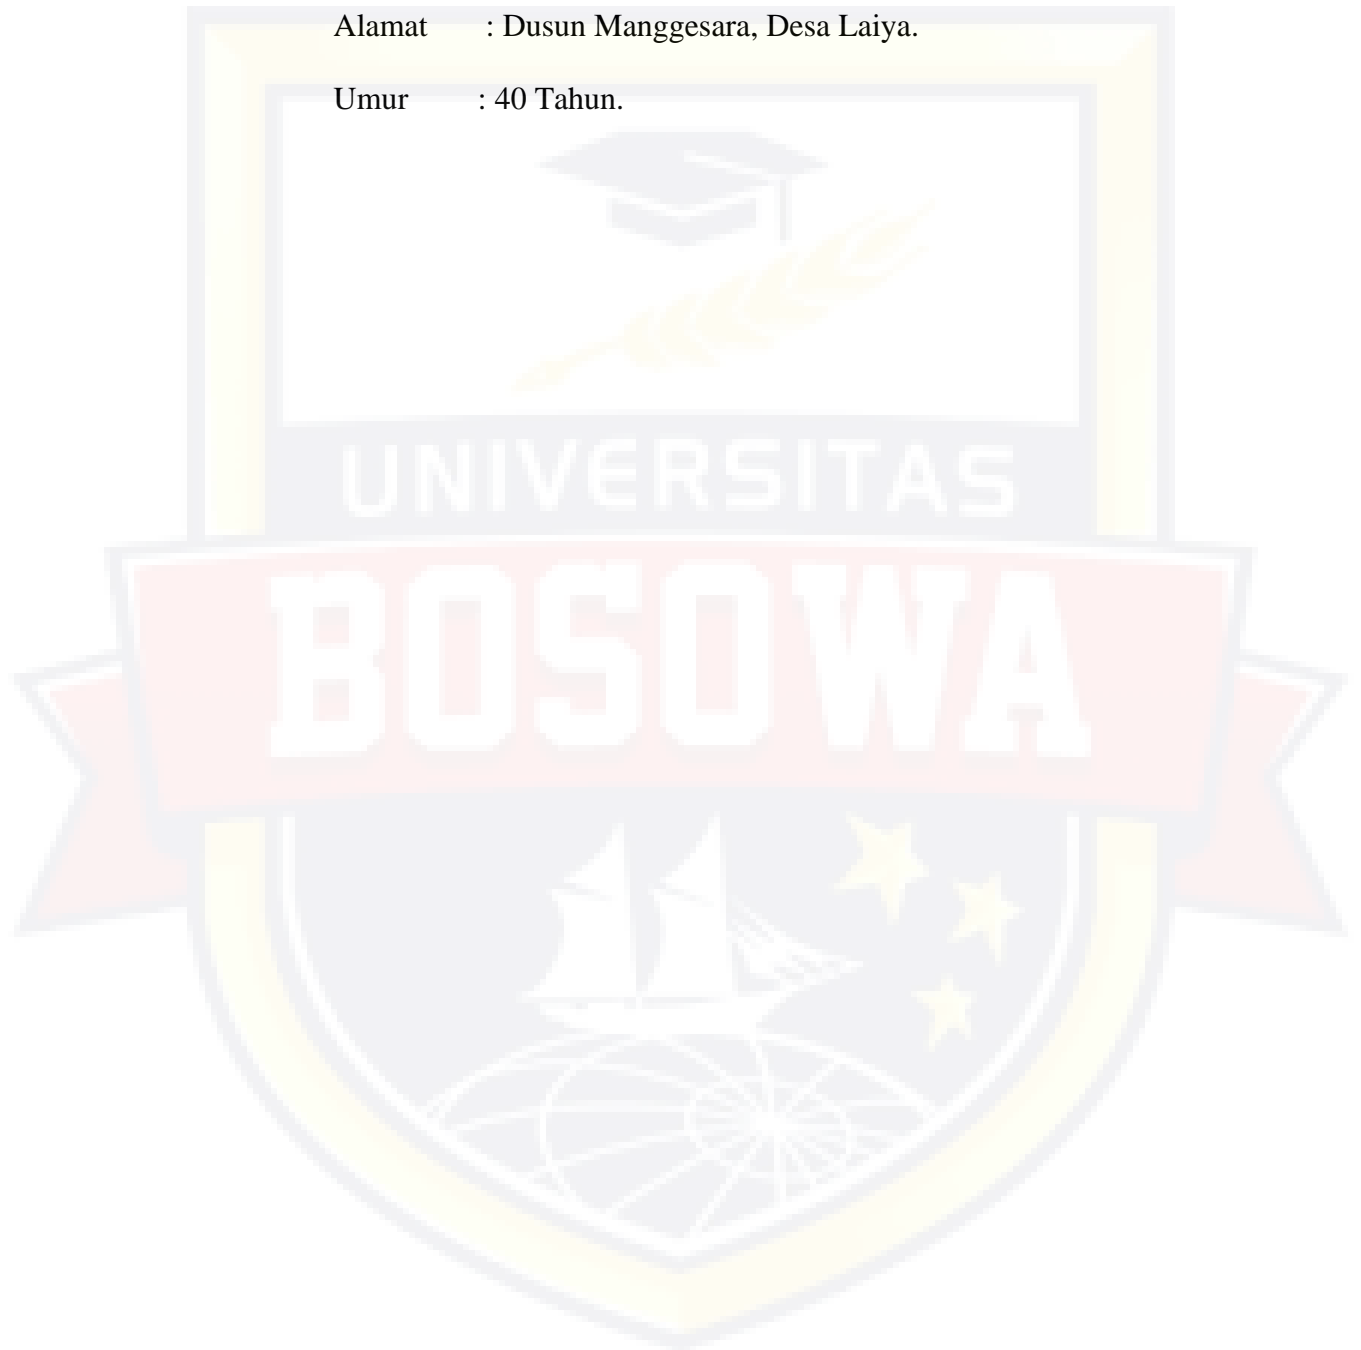 Alamat : Dusun Manggesara, Desa Laiya.
Umur : 40 Tahun.
UNIVERSITAS
BOSOWA